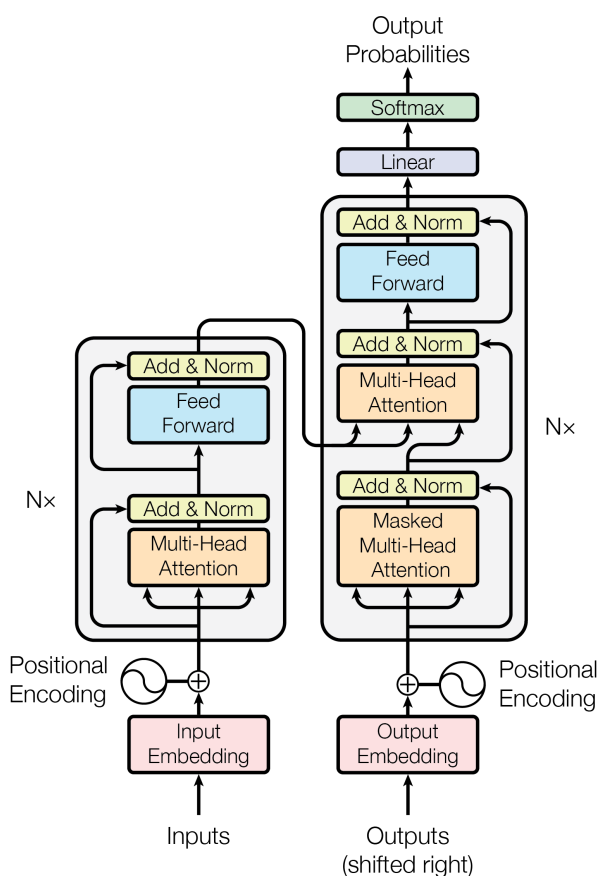 Output
Probabilities
Softmax
Linear
Add & Norm
Feed
Forward
Add & Norm
Multi-Head
Attention
Add & Norm
Masked
Multi-Head
Attention
N×
Add & Norm
Feed
Forward
Add & Norm
Multi-Head
Attention
N×
Positional
Encoding
Positional
Encoding
Input
Embedding
Output
Embedding
Inputs
Outputs
(shifted right)